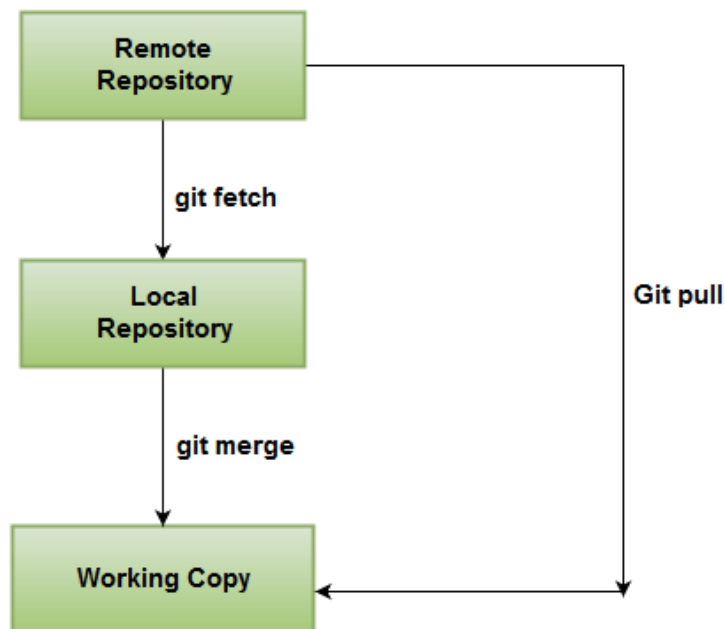 Remote
Repository
git fetch
Local
Repository
Git pull
git merge
Working Copy